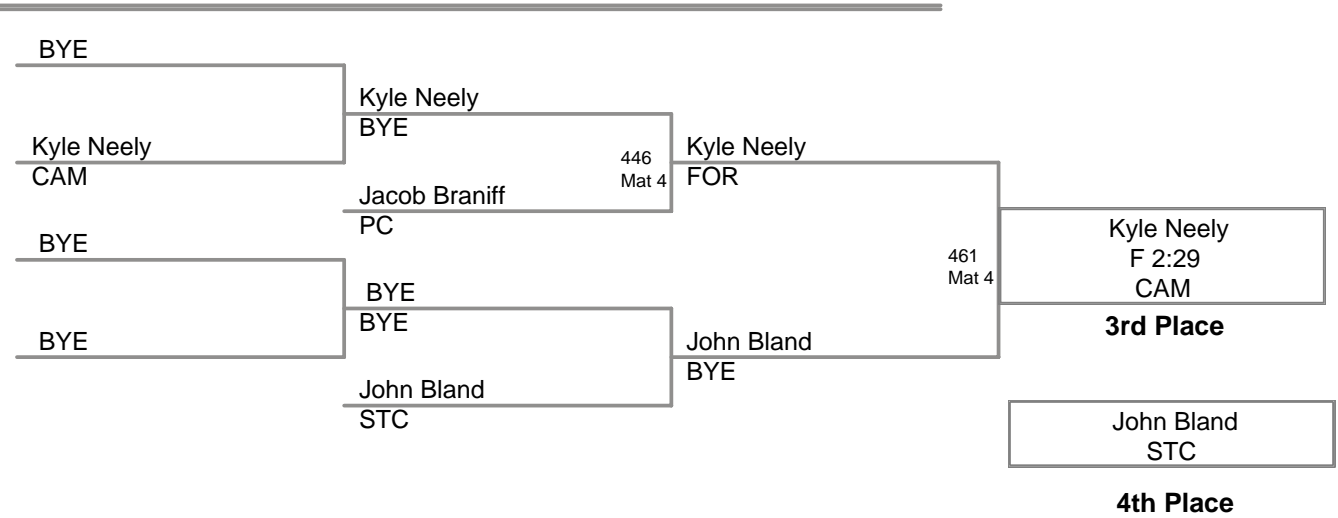 BYE
Kyle Neely
CAM
BYE
BYE
Kyle Neely
BYE
Jacob Braniff
PC
BYE
BYE
John Bland
STC
446
Mat 4
Kyle Neely
FOR
John Bland
BYE
461
Mat 4
Kyle Neely
F 2:29
CAM
3rd Place
John Bland
STC
4th Place